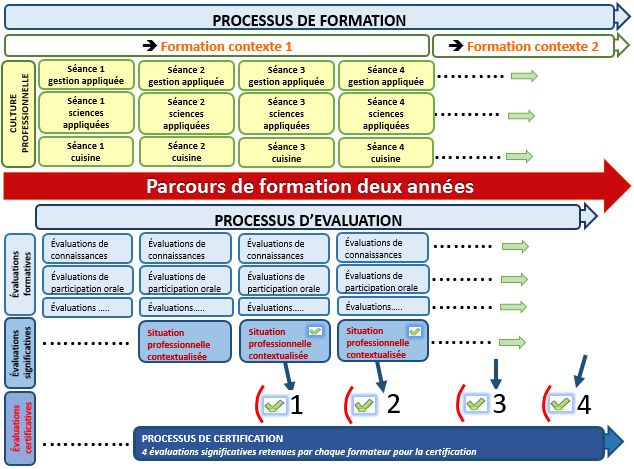 PROCESSUS DE FORMATION
➔ Formation contexte 1
➔ Formation contexte 2
CULTURE
PROFESSIONNELLE
Séance 1
gestion appliquée
Séance 2
gestion appliquée
Séance 3
gestion appliquée
Séance 4
gestion appliquée
Séance 1
sciences
appliquées
Séance 2
sciences
appliquées
Séance 3
sciences
appliquées
Séance 4
sciences
appliquées
Séance 1
cuisine
Séance 2
cuisine
Séance 3
cuisine
Séance 4
cuisine
Parcours de formation deux années
PROCESSUS D’EVALUATION
Évaluations
formatives
Évaluations de
connaissances
Évaluations de
connaissances
Évaluations de
connaissances
Évaluations de
connaissances
Évaluations de
participation orale
Évaluations de
participation orale
Évaluations de
participation orale
Évaluations de
participation orale
Évaluations .....
Évaluations.....
Évaluations....
Évaluations....
Évaluations
significatives
Situation
professionnelle
contextualisée
Situation
professionnelle
contextualisée
Situation
professionnelle
contextualisée
1
2
3
4
Évaluations
certificatives
PROCESSUS DE CERTIFICATION
4 évaluations significatives retenues par chaque formateur pour la certification